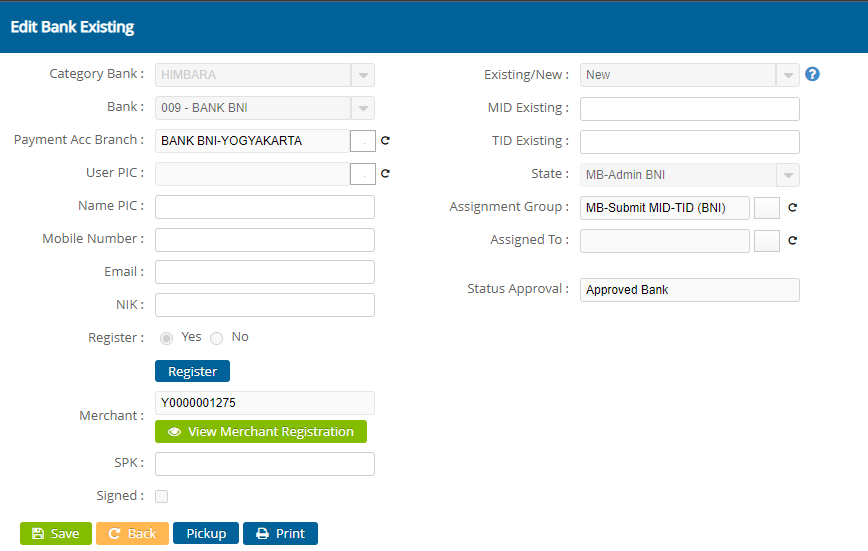 Edit Bank Existing
Category Bank : HIMBARA
Bank : 009 - BANK BNI
Payment Acc Branch : BANK BNI-YOGYAKARTA
User PIC :
Name PIC :
Mobile Number :
Email :
NIK :
Register : Yes No
Register
Merchant : Y0000001275
View Merchant Registration
SPK :
Signed :
Existing/New : New ?
MID Existing :
TID Existing :
State : MB-Admin BNI
Assignment Group : MB-Submit MID-TID (BNI)
Assigned To :
Status Approval : Approved Bank
Save Back Pickup Print